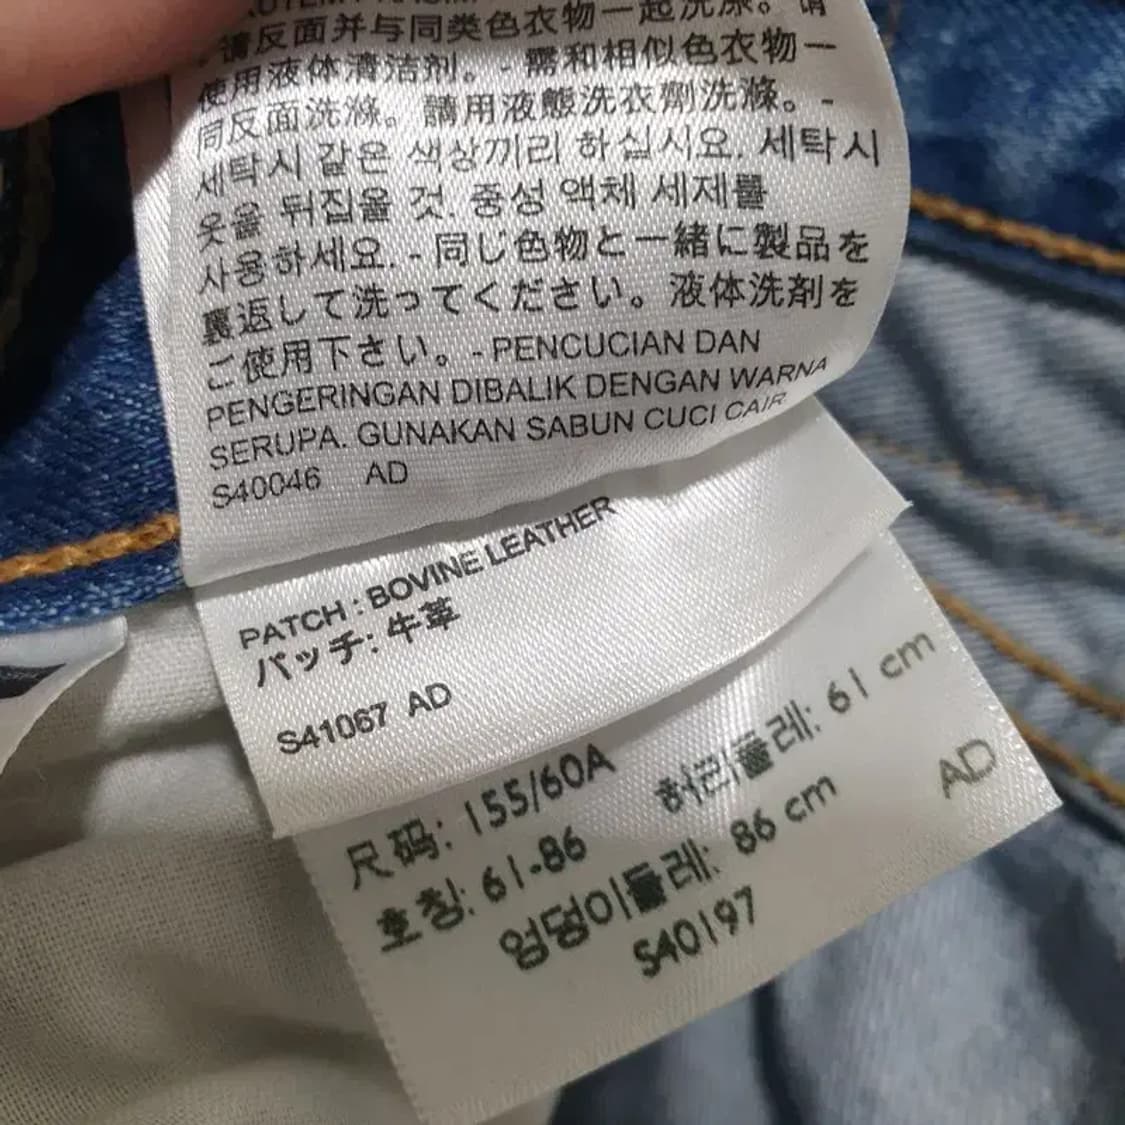 请反面并与同类色衣物一起洗涤。请
使用液体清洁剂。- 需和相似色衣物一
同反面洗滌。請用液態洗衣劑洗滌。-
세탁시 같은 색상끼리 하십시요. 세탁시
옷을 뒤집을 것. 중성 액체 세제를
사용하세요. - 同じ色物と一緒に製品を
裏返して洗ってください。液体洗剤を
ご使用下さい。- PENCUCIAN DAN
PENGERINGAN DIBALIK DENGAN WARNA
SERUPA. GUNAKAN SABUN CUCI CAIR
S40046 AD
PATCH : BOVINE LEATHER
パッチ: 牛革
S41067 AD
尺码: 155/60A
호칭: 61-86
허리둘레: 61 cm
엉덩이둘레: 86 cm
S40197
AD